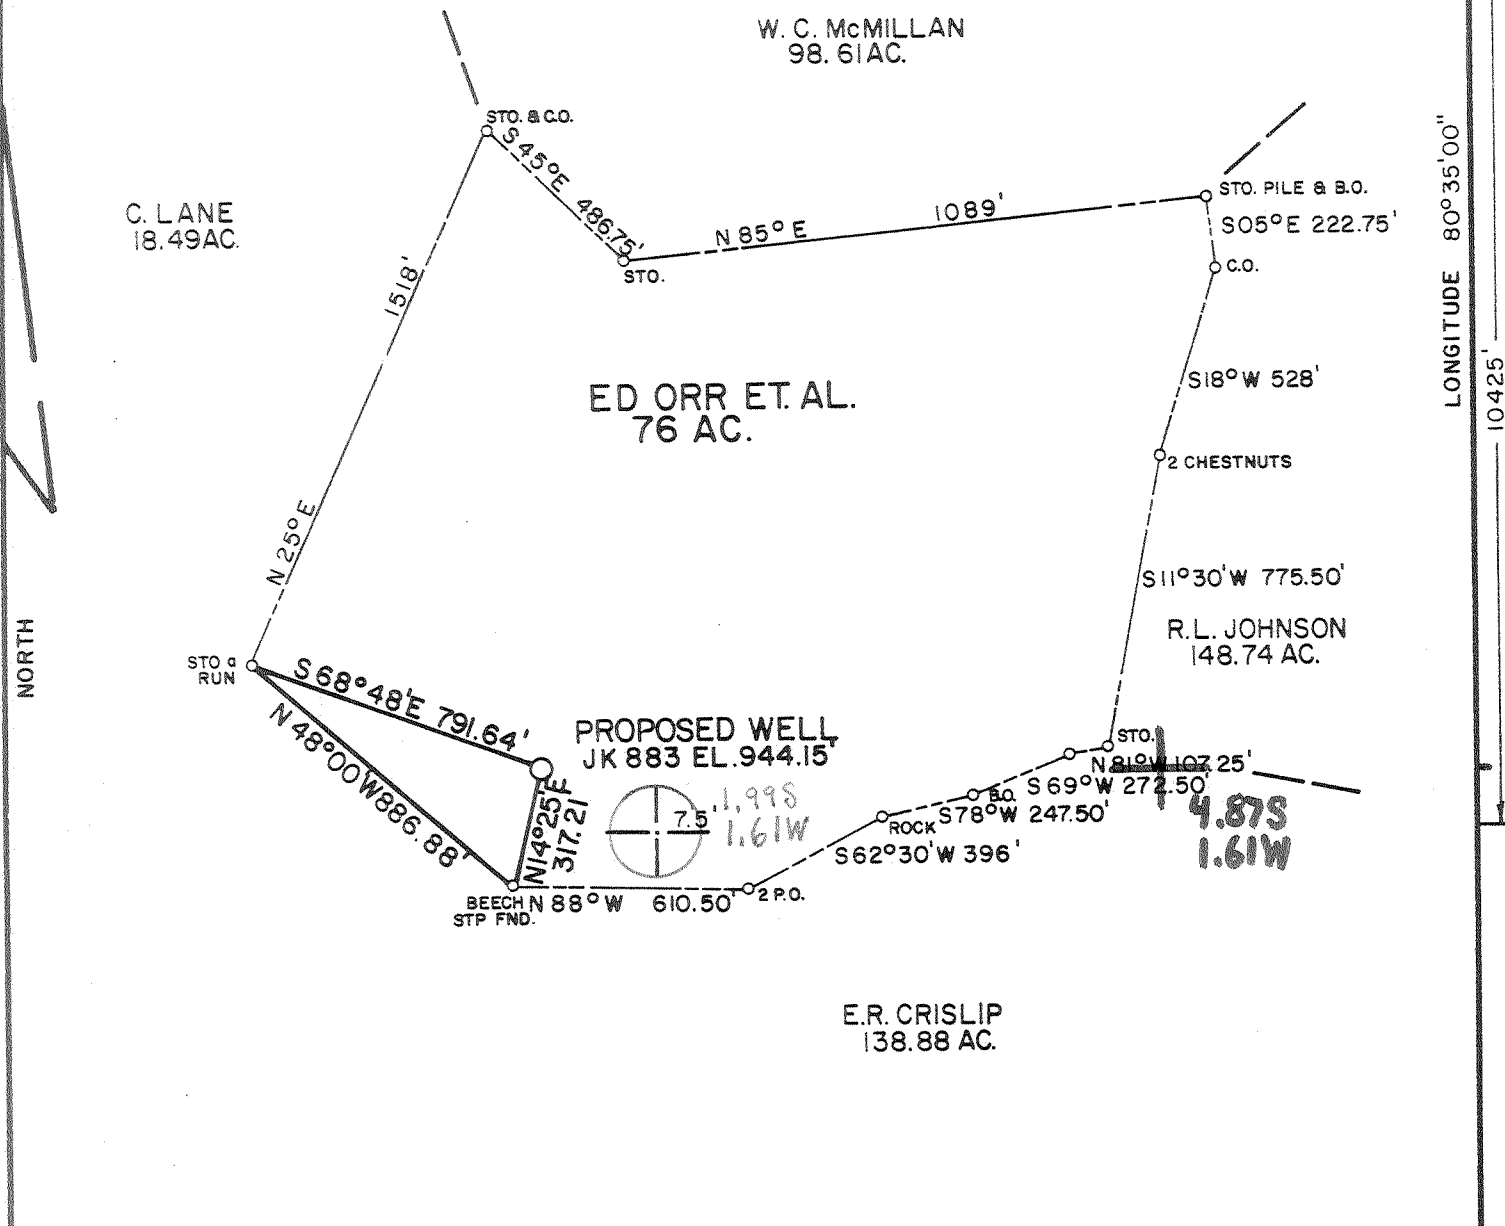 W. C. McMILLAN
98.61AC.
STO. & C.O.
S 45°E 486.75'
C. LANE
18.49AC.
STO.
N 85° E 1089'
STO. PILE & B.O.
S05°E 222.75'
C.O.
LONGITUDE 80°35'00"
10425'
N 25°E 1518'
ED ORR ET. AL.
76 AC.
S18°W 528'
2 CHESTNUTS
S11°30'W 775.50'
R.L. JOHNSON
148.74 AC.
NORTH
STO a
RUN
S 68°48'E 791.64'
N 48°00W 886.88'
PROPOSED WELL
JK 883 EL.944.15'
N14°25E
317.21
7.5'
1.99S
1.61W
STO.
N 81°W 107.25'
S 69°W 272.50'
B.O.
S78°W 247.50'
ROCK
S62°30'W 396'
4.87S
1.61W
BEECH
STP FND.
N 88°W 610.50'
2 P.O.
E.R. CRISLIP
138.88 AC.